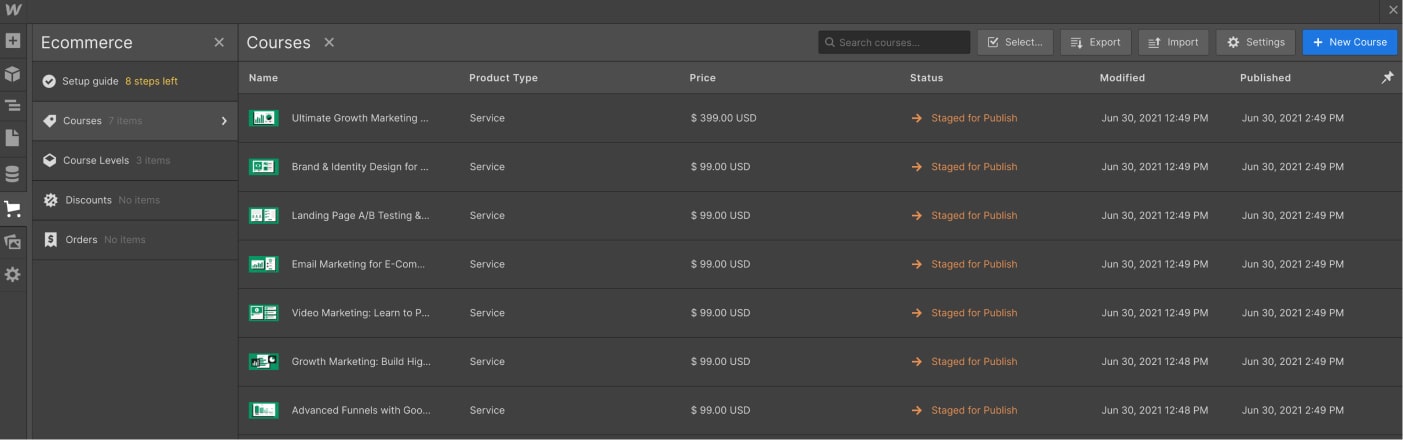 W
Ecommerce
Courses
Search courses...
Select...
Export
Import
Settings
New Course
Setup guide 8 steps left
Courses 7 items
Course Levels 3 items
Discounts No items
Orders No items
Name Product Type Price Status Modified Published
Ultimate Growth Marketing ... Service $ 399.00 USD Staged for Publish Jun 30, 2021 12:49 PM Jun 30, 2021 2:49 PM
Brand & Identity Design for ... Service $ 99.00 USD Staged for Publish Jun 30, 2021 12:49 PM Jun 30, 2021 2:49 PM
Landing Page A/B Testing &... Service $ 99.00 USD Staged for Publish Jun 30, 2021 12:49 PM Jun 30, 2021 2:49 PM
Email Marketing for E-Com... Service $ 99.00 USD Staged for Publish Jun 30, 2021 12:49 PM Jun 30, 2021 2:49 PM
Video Marketing: Learn to P... Service $ 99.00 USD Staged for Publish Jun 30, 2021 12:49 PM Jun 30, 2021 2:49 PM
Growth Marketing: Build Hig... Service $ 99.00 USD Staged for Publish Jun 30, 2021 12:48 PM Jun 30, 2021 2:49 PM
Advanced Funnels with Goo... Service $ 99.00 USD Staged for Publish Jun 30, 2021 12:48 PM Jun 30, 2021 2:49 PM